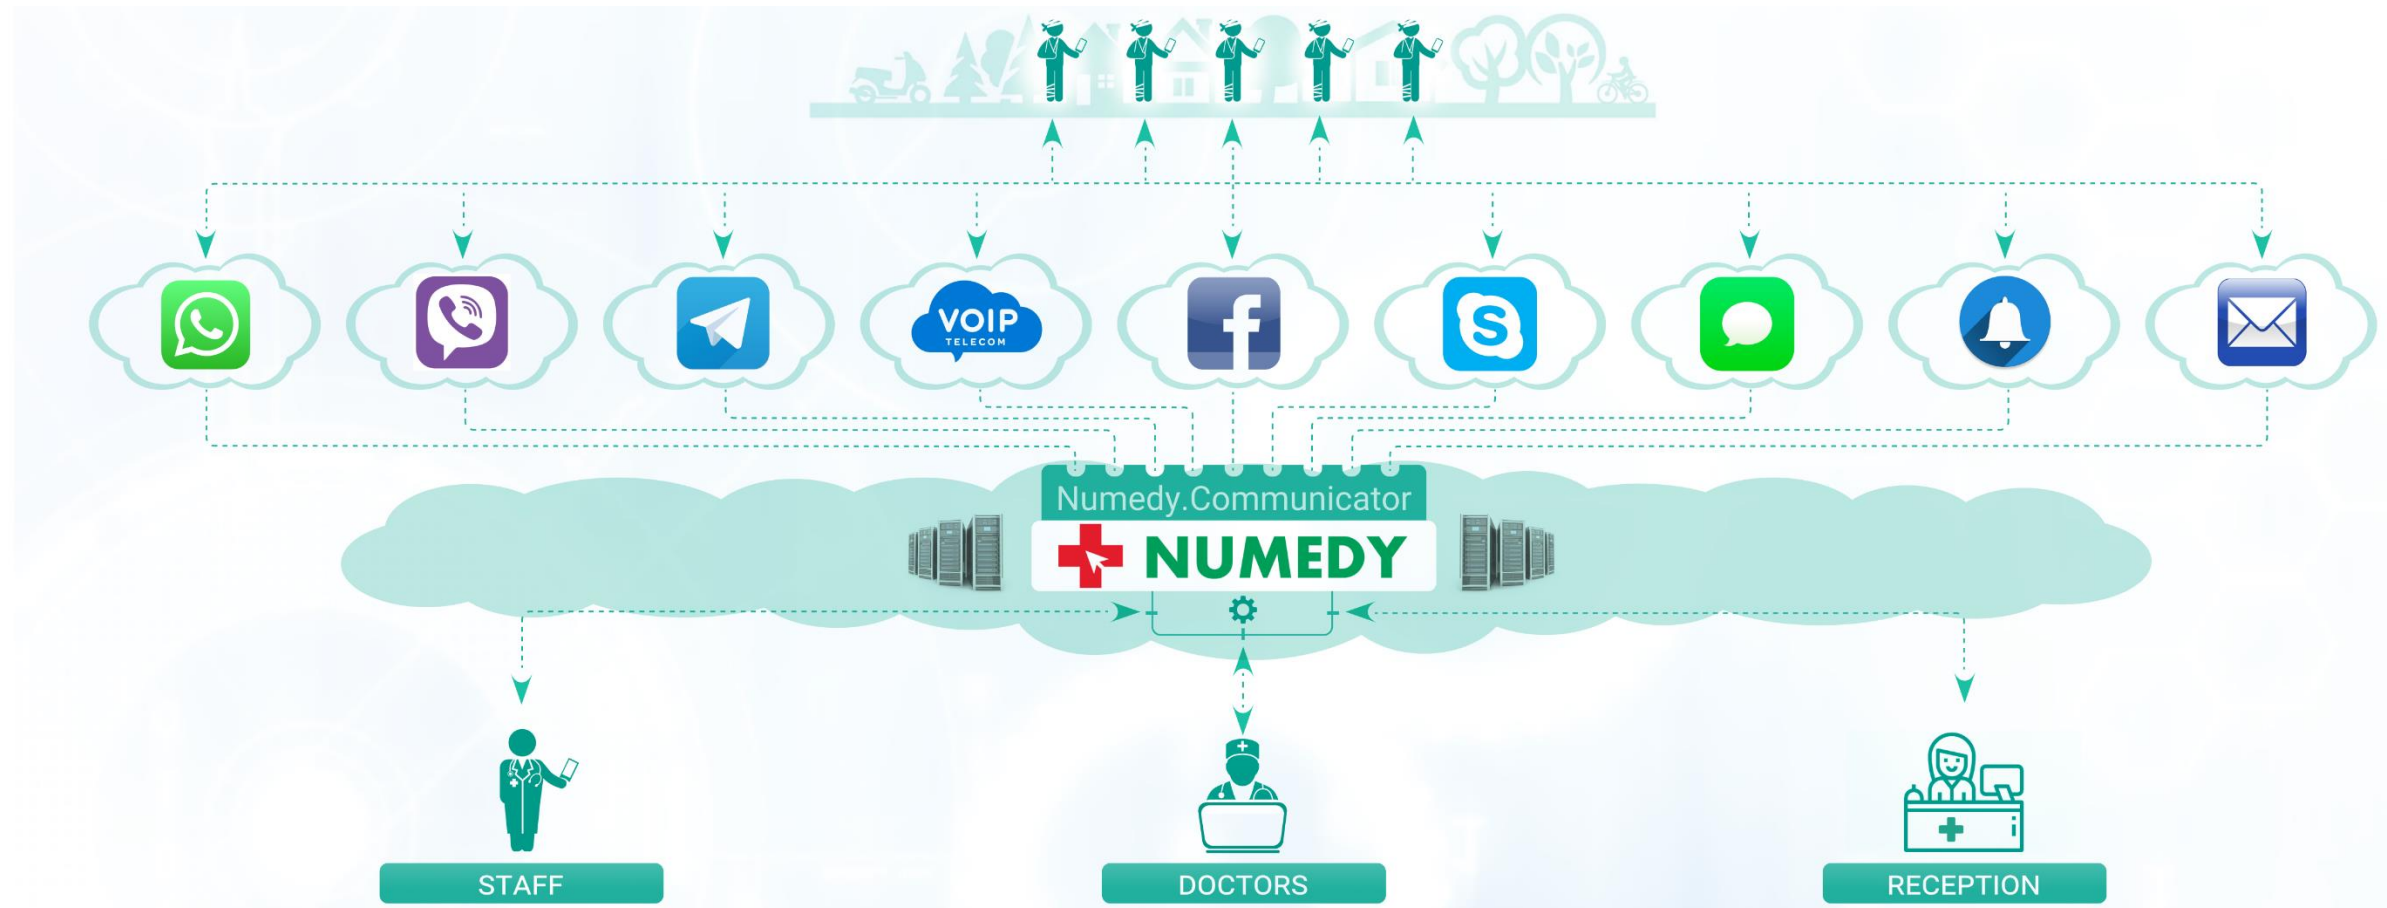 VOIP
TELECOM
Numedy.Communicator
NUMEDY
STAFF
DOCTORS
RECEPTION